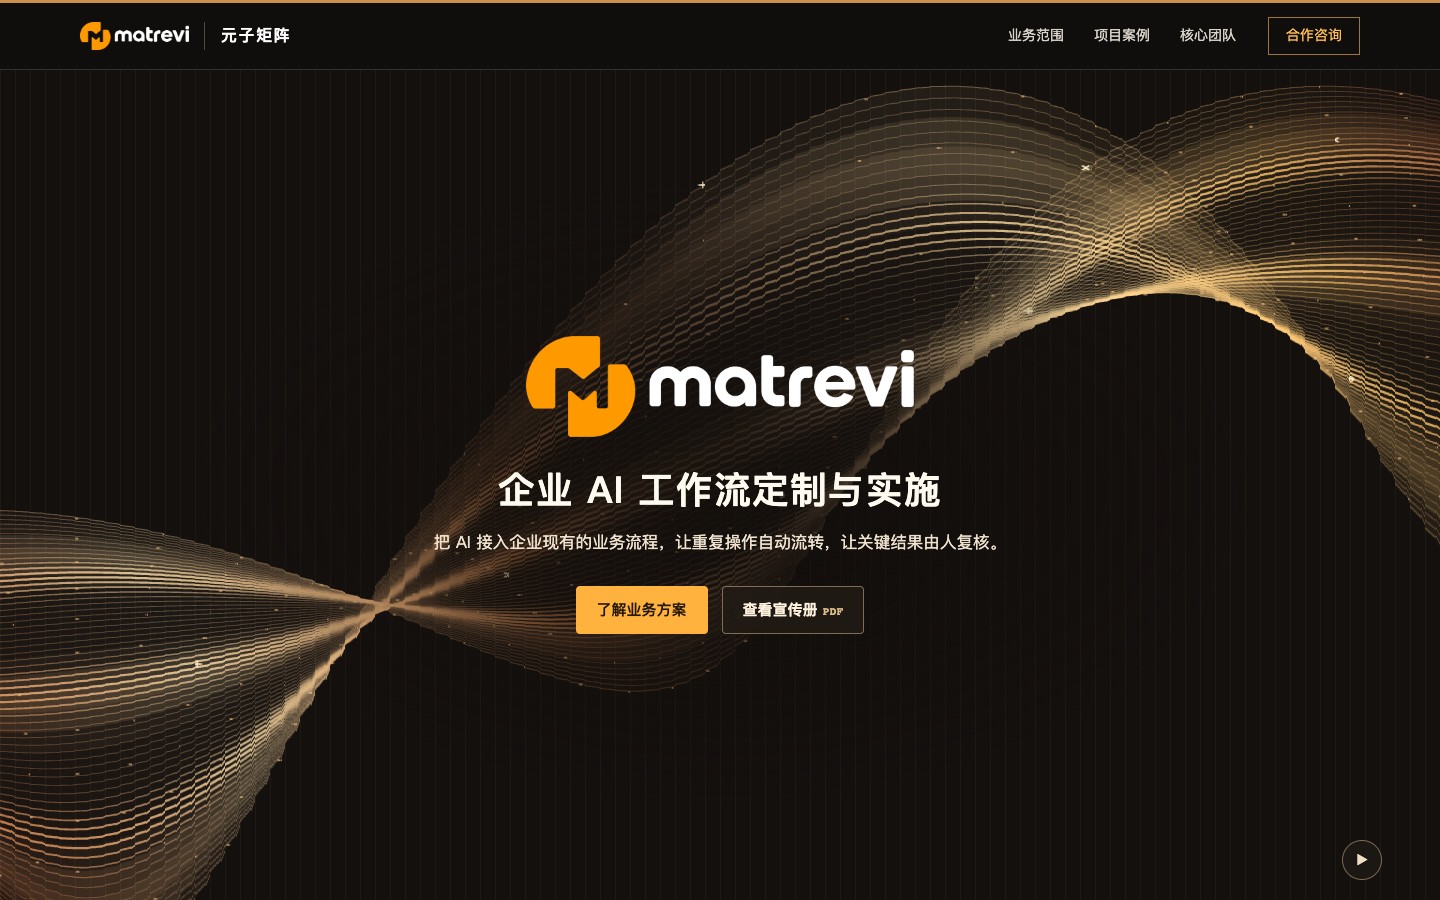 matrevi 元子矩阵
业务范围 项目案例 核心团队 合作咨询
matrevi
企业 AI 工作流定制与实施
把 AI 接入企业现有的业务流程，让重复操作自动流转，让关键结果由人复核。
了解业务方案 查看宣传册 PDF